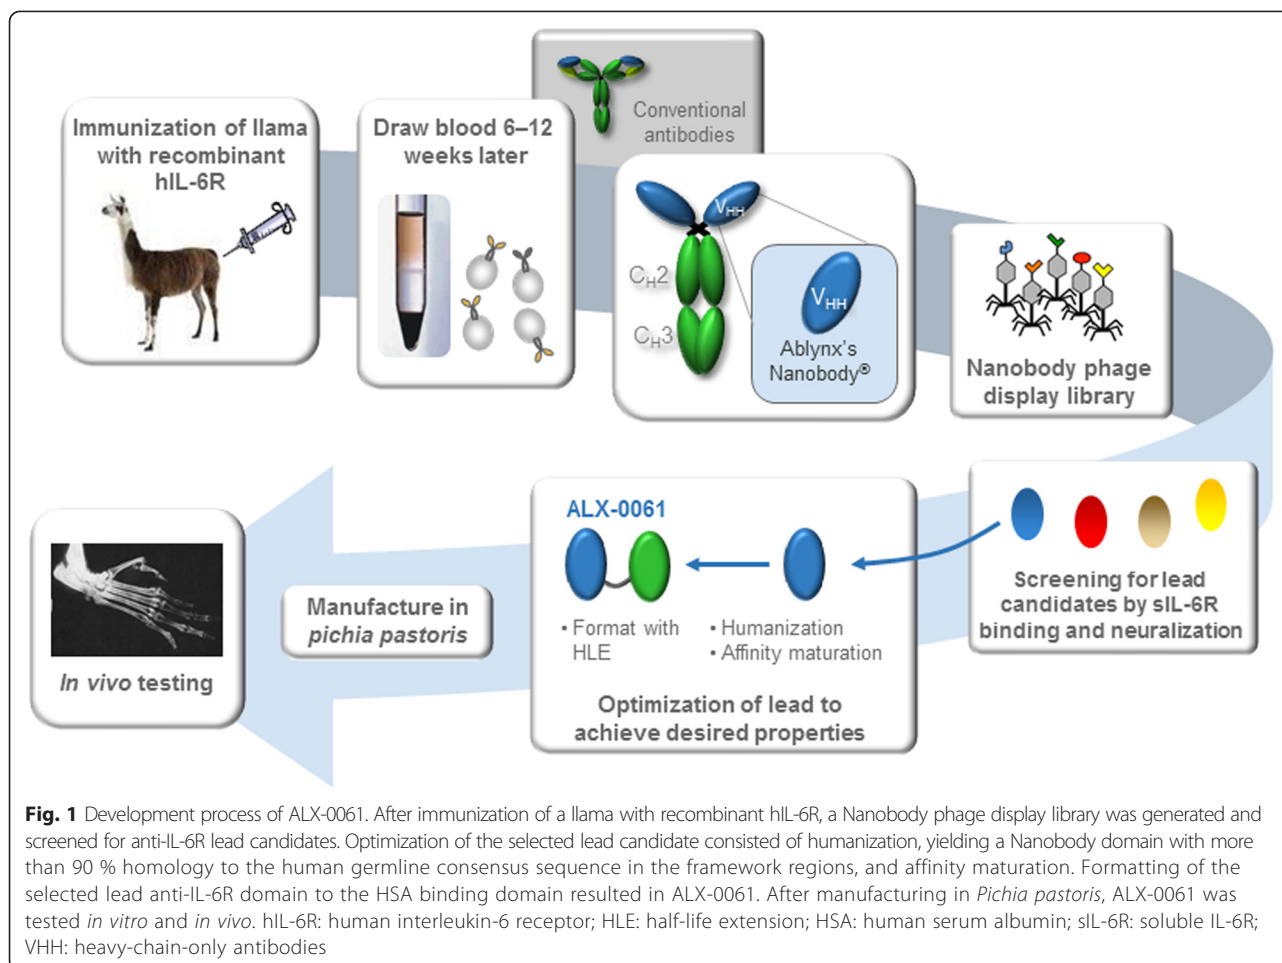 Immunization of llama
with recombinant
hIL-6R
Draw blood 6–12
weeks later
Conventional
antibodies
VHH
CH2
CH3
VHH
Ablynx's
Nanobody®
Nanobody phage
display library
Screening for lead
candidates by sIL-6R
binding and neuralization
ALX-0061
• Format with
HLE
• Humanization
• Affinity maturation
Optimization of lead to
achieve desired properties
Manufacture in
pichia pastoris
In vivo testing
Fig. 1 Development process of ALX-0061. After immunization of a llama with recombinant hIL-6R, a Nanobody phage display library was generated and
screened for anti-IL-6R lead candidates. Optimization of the selected lead candidate consisted of humanization, yielding a Nanobody domain with more
than 90 % homology to the human germline consensus sequence in the framework regions, and affinity maturation. Formatting of the
selected lead anti-IL-6R domain to the HSA binding domain resulted in ALX-0061. After manufacturing in Pichia pastoris, ALX-0061 was
tested in vitro and in vivo. hIL-6R: human interleukin-6 receptor; HLE: half-life extension; HSA: human serum albumin; sIL-6R: soluble IL-6R;
VHH: heavy-chain-only antibodies